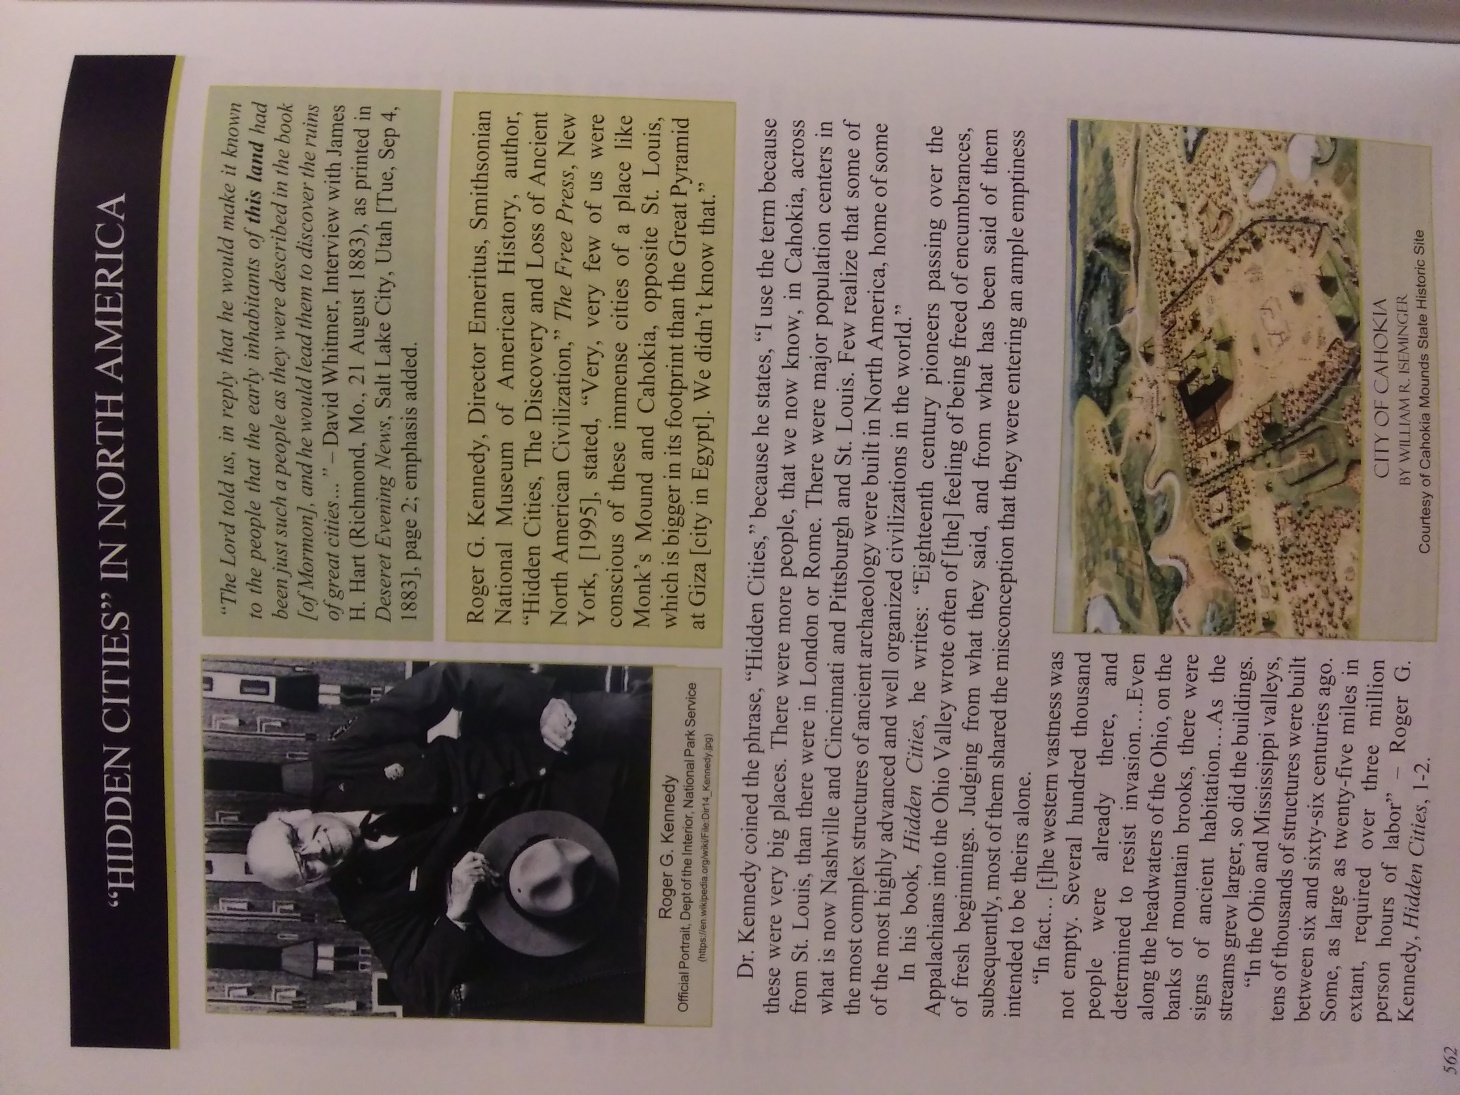 “HIDDEN CITIES” IN NORTH AMERICA
“The Lord told us, in reply that he would make it known
to the people that the early inhabitants of this land had
been just such a people as they were described in the book
[of Mormon], and he would lead them to discover the ruins
of great cities...” – David Whitmer, Interview with James
H. Hart (Richmond, Mo., 21 August 1883), as printed in
Deseret Evening News, Salt Lake City, Utah [Tue, Sep 4,
1883], page 2; emphasis added.
Roger G. Kennedy
Official Portrait, Dept of the Interior, National Park Service
(https://en.wikipedia.org/wiki/File:Dir14_Kennedy.jpg)
Roger G. Kennedy, Director Emeritus, Smithsonian
National Museum of American History, author,
“Hidden Cities, The Discovery and Loss of Ancient
North American Civilization,” The Free Press, New
York, [1995], stated, “Very, very few of us were
conscious of these immense cities of a place like
Monk’s Mound and Cahokia, opposite St. Louis,
which is bigger in its footprint than the Great Pyramid
at Giza [city in Egypt]. We didn’t know that.”
Dr. Kennedy coined the phrase, “Hidden Cities,” because he states, “I use the term because
these were very big places. There were more people, that we now know, in Cahokia, across
from St. Louis, than there were in London or Rome. There were major population centers in
what is now Nashville and Cincinnati and Pittsburgh and St. Louis. Few realize that some of
the most complex structures of ancient archaeology were built in North America, home of some
of the most highly advanced and well organized civilizations in the world.”
In his book, Hidden Cities, he writes: “Eighteenth century pioneers passing over the
Appalachians into the Ohio Valley wrote often of [the] feeling of being freed of encumbrances,
of fresh beginnings. Judging from what they said, and from what has been said of them
subsequently, most of them shared the misconception that they were entering an ample emptiness
intended to be theirs alone.
“In fact… [t]he western vastness was
not empty. Several hundred thousand
people were already there, and
determined to resist invasion….Even
along the headwaters of the Ohio, on the
banks of mountain brooks, there were
signs of ancient habitation…As the
streams grew larger, so did the buildings.
“In the Ohio and Mississippi valleys,
tens of thousands of structures were built
between six and sixty-six centuries ago.
Some, as large as twenty-five miles in
extant, required over three million
person hours of labor” – Roger G.
Kennedy, Hidden Cities, 1-2.
CITY OF CAHOKIA
BY WILLIAM R. ISEMINGER
Courtesy of Cahokia Mounds State Historic Site
562